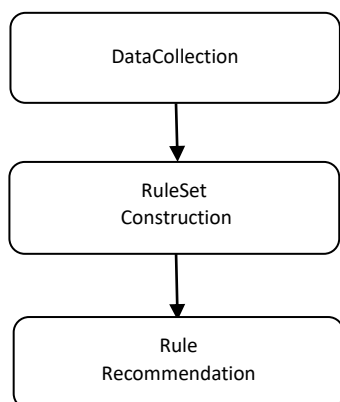 DataCollection
RuleSet
Construction
Rule
Recommendation